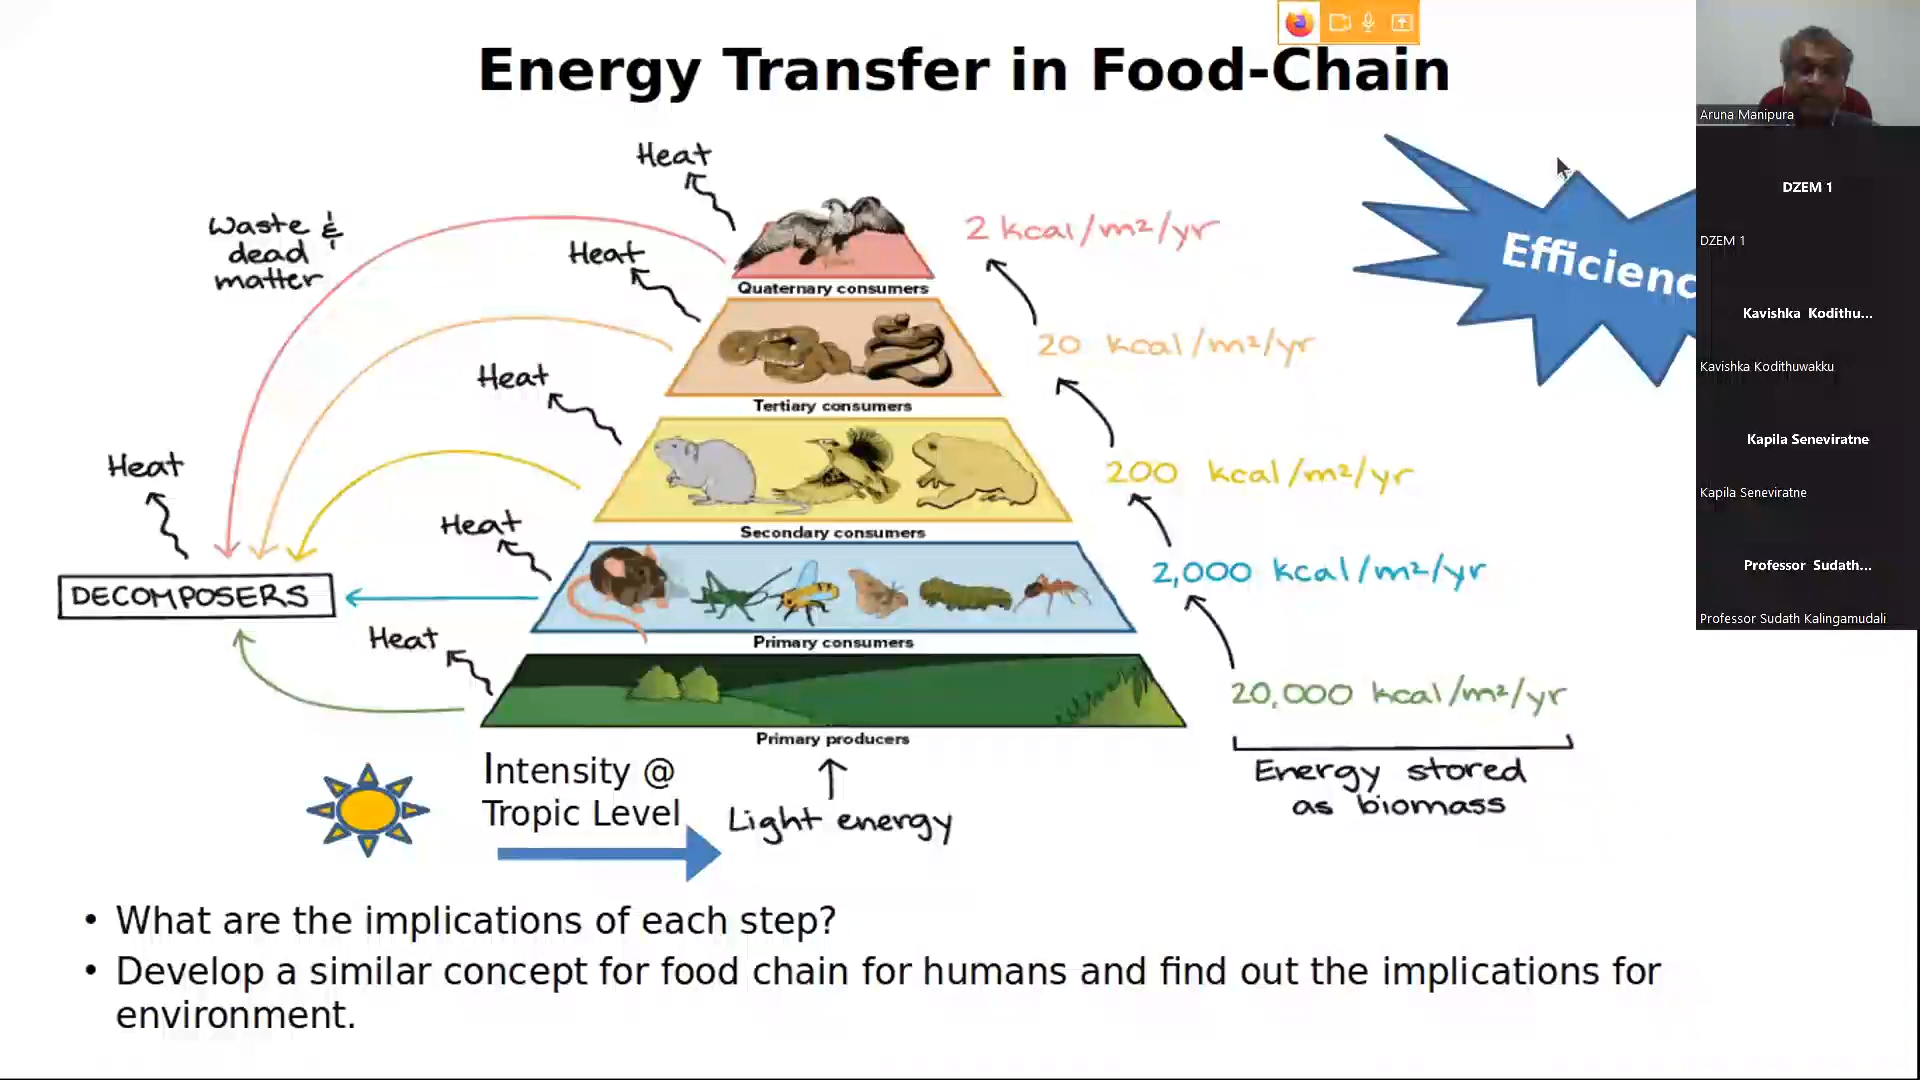 Energy Transfer in Food-Chain
Heat
Waste &
dead
matter
Heat
2 kcal/m²/yr
Quaternary consumers
20 kcal/m²/yr
Heat
Tertiary consumers
Heat
200 kcal/m²/yr
Heat
Secondary consumers
2,000 kcal/m²/yr
DECOMPOSERS
Heat
Primary consumers
20,000 kcal/m²/yr
Primary producers
Intensity @
Tropic Level
Light energy
Energy stored
as biomass
• What are the implications of each step?
• Develop a similar concept for food chain for humans and find out the implications for
environment.
Efficienc
Aruna Manipura
DZEM 1
DZEM 1
Kavishka Kodithu...
Kavishka Kodithuwakku
Kapila Seneviratne
Kapila Seneviratne
Professor Sudath...
Professor Sudath Kalingamudali